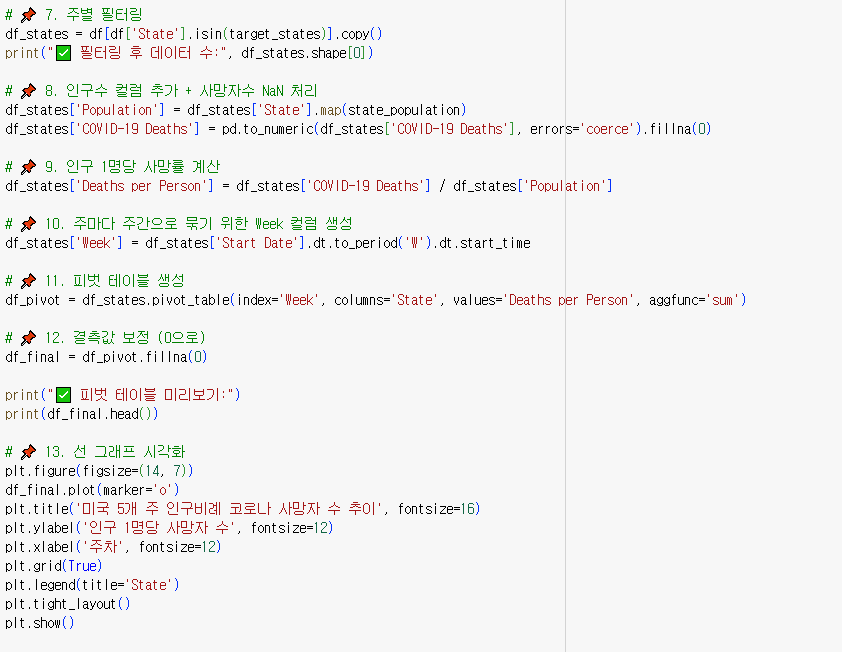 # 📌 7. 주별 필터링
df_states = df[df['State'].isin(target_states)].copy()
print("✅ 필터링 후 데이터 수:", df_states.shape[0])
# 📌 8. 인구수 컬럼 추가 + 사망자수 NaN 처리
df_states['Population'] = df_states['State'].map(state_population)
df_states['COVID-19 Deaths'] = pd.to_numeric(df_states['COVID-19 Deaths'], errors='coerce').fillna(0)
# 📌 9. 인구 1명당 사망률 계산
df_states['Deaths per Person'] = df_states['COVID-19 Deaths'] / df_states['Population']
# 📌 10. 주마다 주간으로 묶기 위한 Week 컬럼 생성
df_states['Week'] = df_states['Start Date'].dt.to_period('W').dt.start_time
# 📌 11. 피벗 테이블 생성
df_pivot = df_states.pivot_table(index='Week', columns='State', values='Deaths per Person', aggfunc='sum')
# 📌 12. 결측값 보정 (0으로)
df_final = df_pivot.fillna(0)
print("✅ 피벗 테이블 미리보기:")
print(df_final.head())
# 📌 13. 선 그래프 시각화
plt.figure(figsize=(14, 7))
df_final.plot(marker='o')
plt.title('미국 5개 주 인구비례 코로나 사망자 수 추이', fontsize=16)
plt.ylabel('인구 1명당 사망자 수', fontsize=12)
plt.xlabel('주차', fontsize=12)
plt.grid(True)
plt.legend(title='State')
plt.tight_layout()
plt.show()